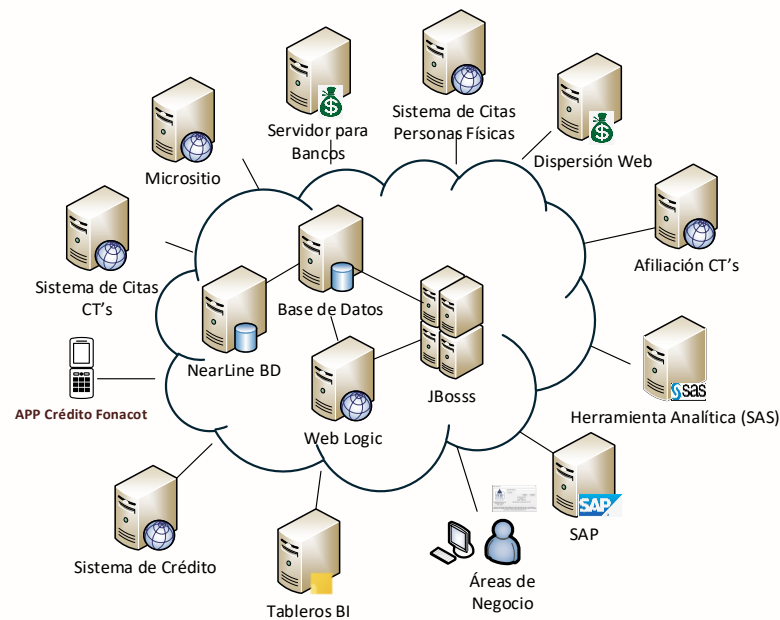 Sistema de Citas
Personas Físicas
Servidor para
Bancos
Dispersión Web
Micrositio
Afiliación CT's
Sistema de Citas
CT's
Base de Datos
NearLine BD
JBosss
APP Crédito Fonacot
Web Logic
sas
Herramienta Analítica (SAS)
SAP
SAP
Sistema de Crédito
Áreas de
Negocio
Tableros BI